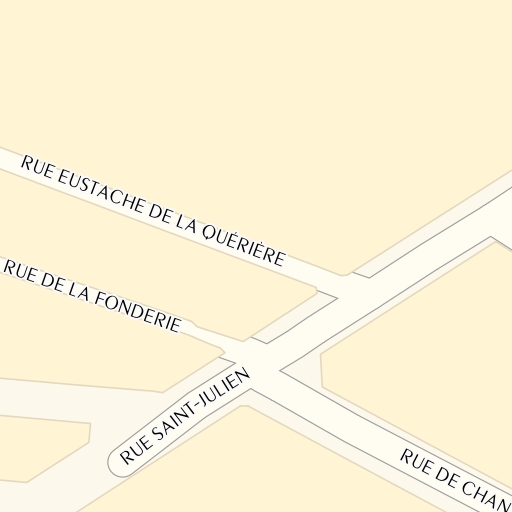 RUE EUSTACHE DE LA QUÉRIÈRE
RUE DE LA FONDERIE
RUE SAINT-JULIEN
RUE DE CHAN